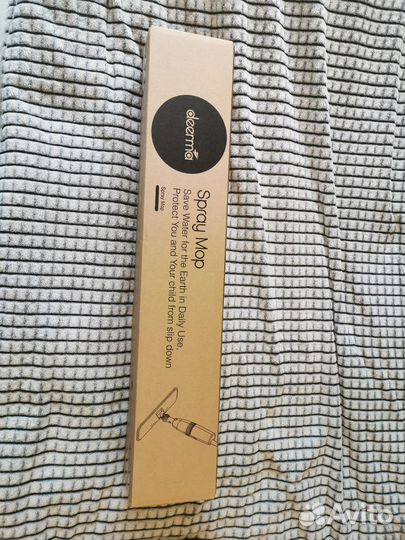 deerma
Spray Mop
Save Water for the Earth in Daily Use,
Protect You and Your child from slip down
Spray Mop
Avito